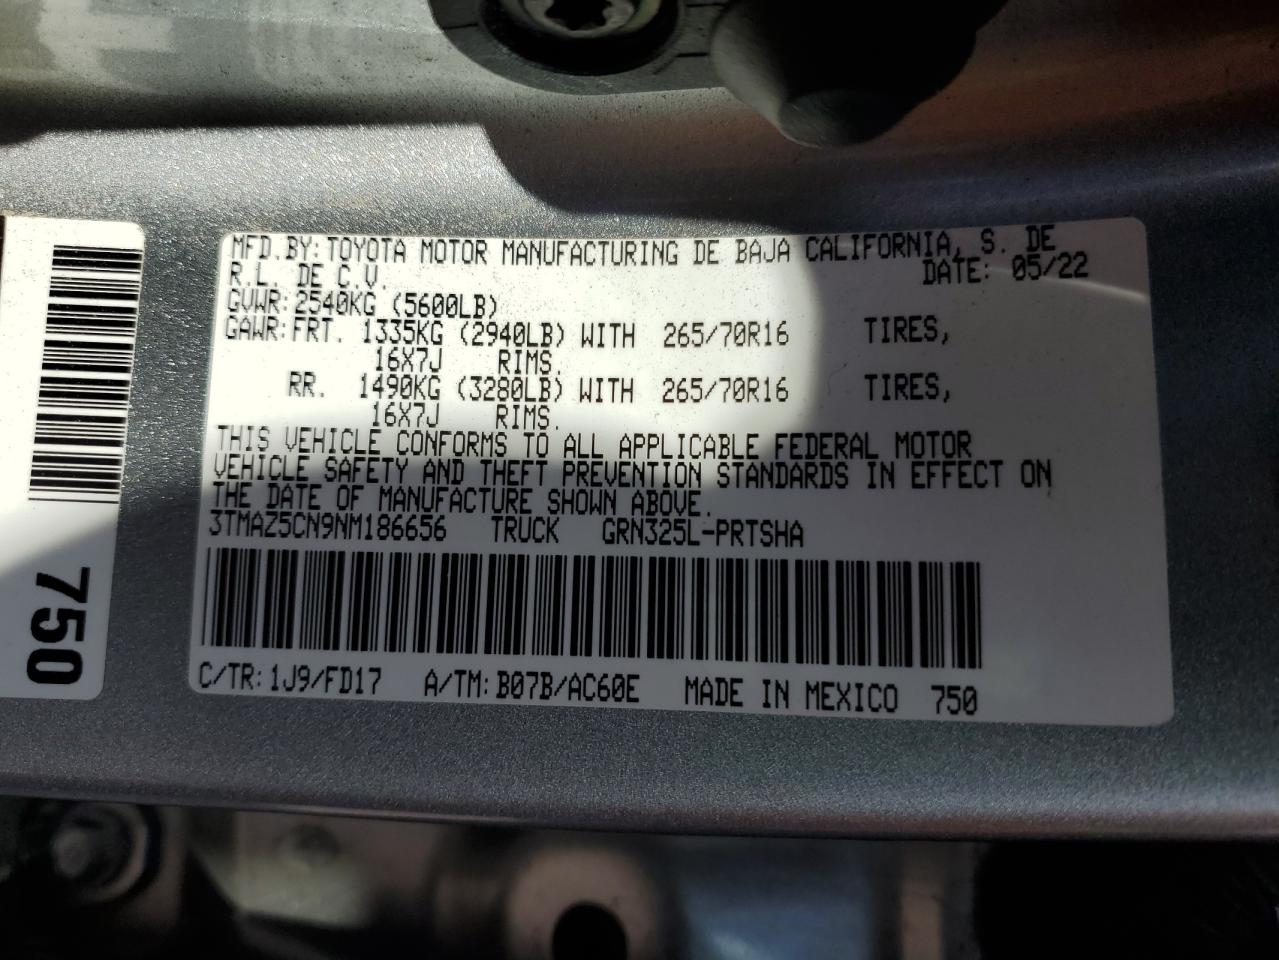 MFD.BY:TOYOTA MOTOR MANUFACTURING DE BAJA CALIFORNIA, S. DE
R.L. DE C.V. DATE: 05/22
GVWR:2540KG (5600LB)
GAWR:FRT. 1335KG (2940LB) WITH 265/70R16 TIRES,
16X7J RIMS.
RR. 1490KG (3280LB) WITH 265/70R16 TIRES,
16X7J RIMS.
THIS VEHICLE CONFORMS TO ALL APPLICABLE FEDERAL MOTOR
VEHICLE SAFETY AND THEFT PREVENTION STANDARDS IN EFFECT ON
THE DATE OF MANUFACTURE SHOWN ABOVE.
3TMAZ5CN9NM186656 TRUCK GRN325L-PRTSHA
C/TR:1J9/FD17 A/TM:B07B/AC60E MADE IN MEXICO 750
750